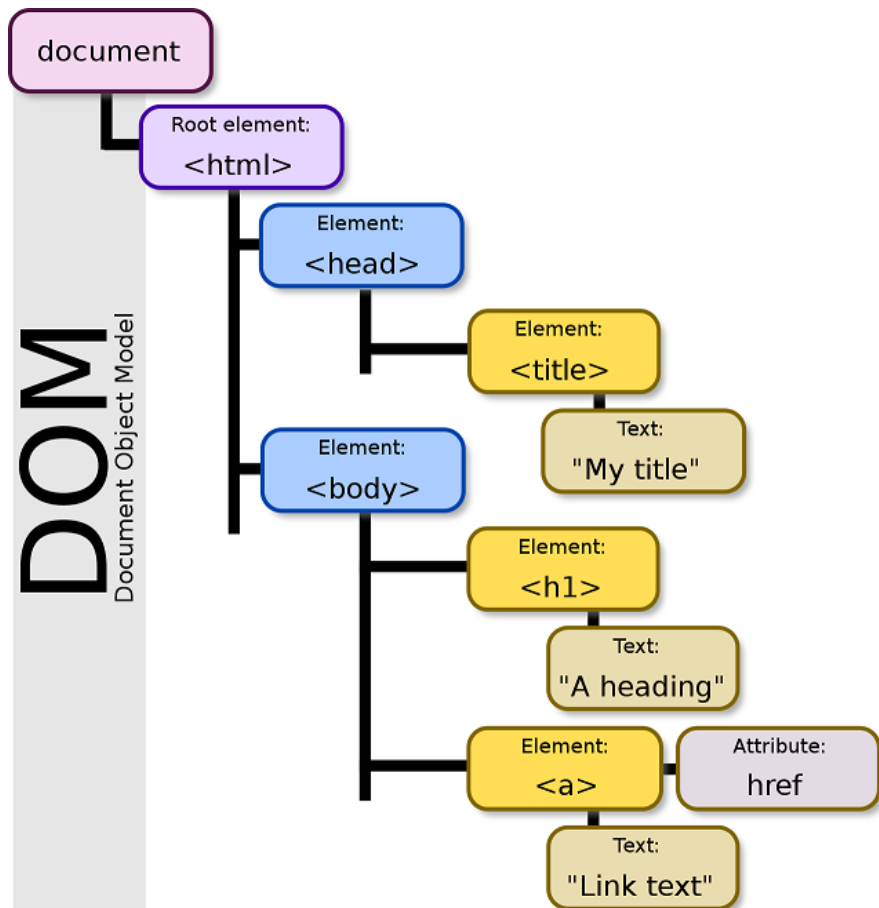 document
Root element:
<html>
Element:
<head>
Element:
<title>
Text:
"My title"
DOM
Document Object Model
Element:
<body>
Element:
<h1>
Text:
"A heading"
Element:
<a>
Attribute:
href
Text:
"Link text"